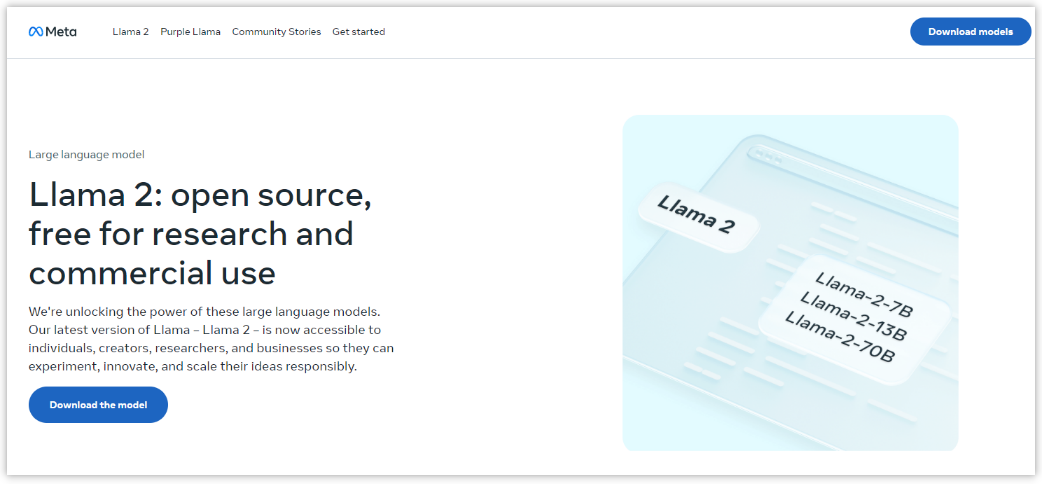 Meta
Llama 2 Purple Llama Community Stories Get started
Download models
Large language model
Llama 2: open source,
free for research and
commercial use
We're unlocking the power of these large language models.
Our latest version of Llama – Llama 2 – is now accessible to
individuals, creators, researchers, and businesses so they can
experiment, innovate, and scale their ideas responsibly.
Download the model
Llama 2
Llama-2-7B
Llama-2-13B
Llama-2-70B